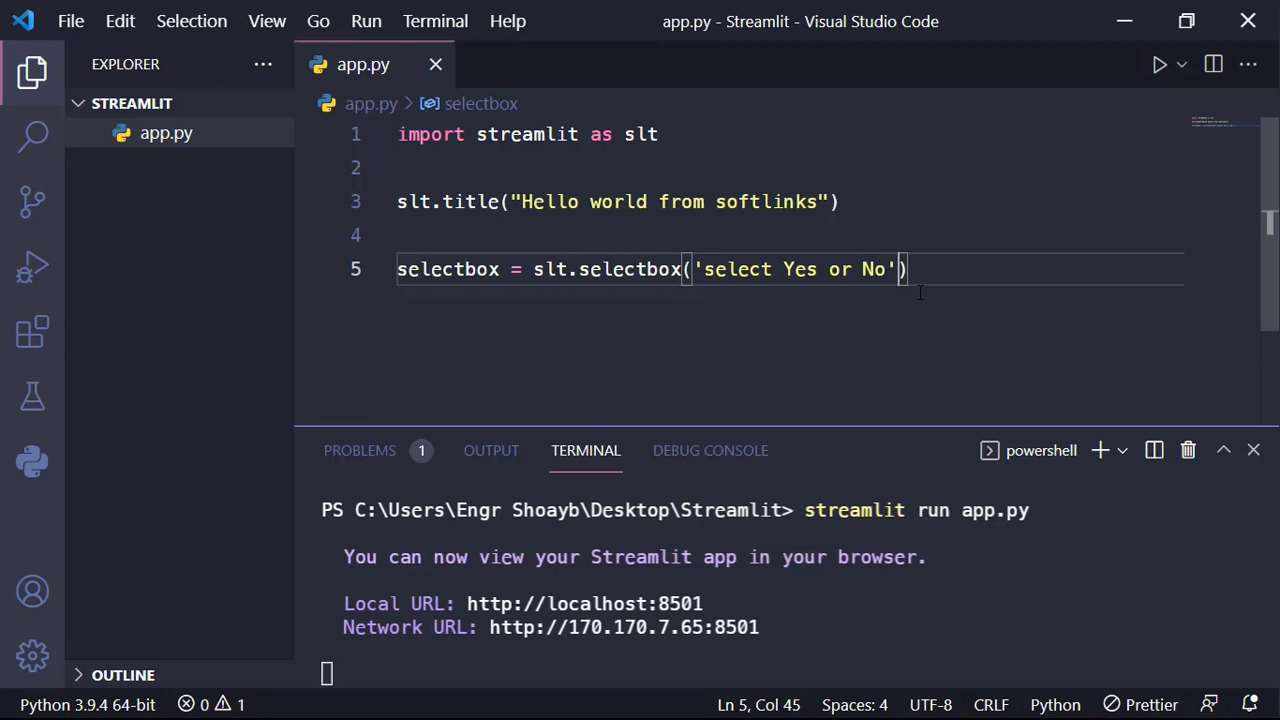 File Edit Selection View Go Run Terminal Help app.py - Streamlit - Visual Studio Code
EXPLORER
app.py
STREAMLIT
app.py
app.py > selectbox
1 import streamlit as slt
2
3 slt.title("Hello world from softlinks")
4
5 selectbox = slt.selectbox('select Yes or No')
PROBLEMS 1 OUTPUT TERMINAL DEBUG CONSOLE powershell
PS C:\Users\Engr Shoayb\Desktop\Streamlit> streamlit run app.py
You can now view your Streamlit app in your browser.
Local URL: http://localhost:8501
Network URL: http://170.170.7.65:8501
OUTLINE
Python 3.9.4 64-bit 0 1 Ln 5, Col 45 Spaces: 4 UTF-8 CRLF Python Prettier